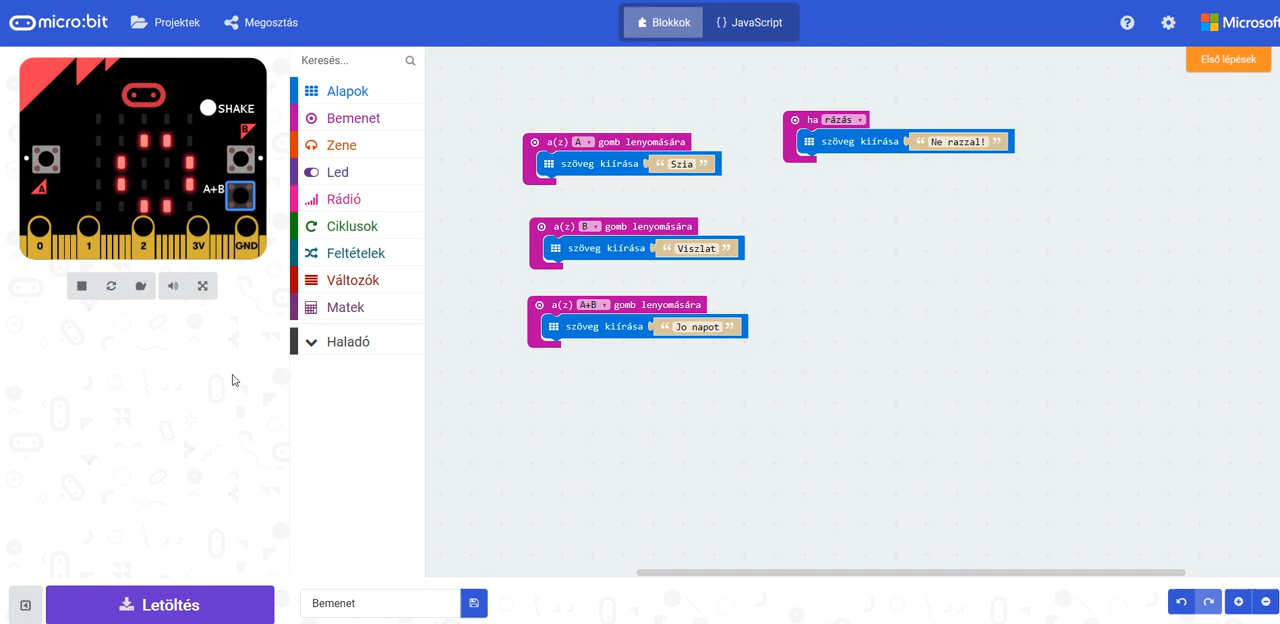 micro:bit Projektek Megosztás Blokkok { } JavaScript ? Microsoft
Első lépések
Keresés...
SHAKE
B
A
A+B
0 1 2 3V GND
Alapok
Bemenet
Zene
Led
Rádió
Ciklusok
Feltételek
Változók
Matek
Haladó
a(z) A gomb lenyomására
szöveg kiírása “ Szia ”
a(z) B gomb lenyomására
szöveg kiírása “ Viszlat ”
a(z) A+B gomb lenyomására
szöveg kiírása “ Jo napot ”
ha rázás
szöveg kiírása “ Ne razzal! ”
Letöltés
Bemenet